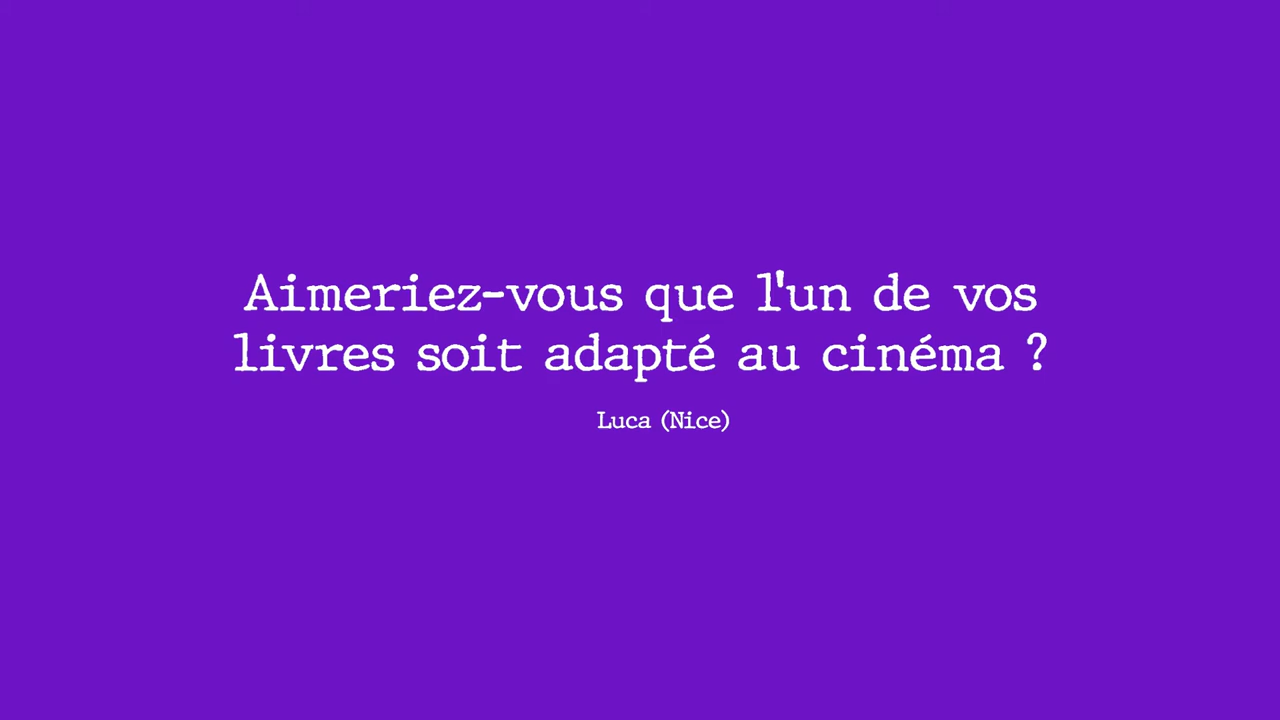 Aimeriez-vous que l'un de vos
livres soit adapté au cinéma ?
Luca (Nice)